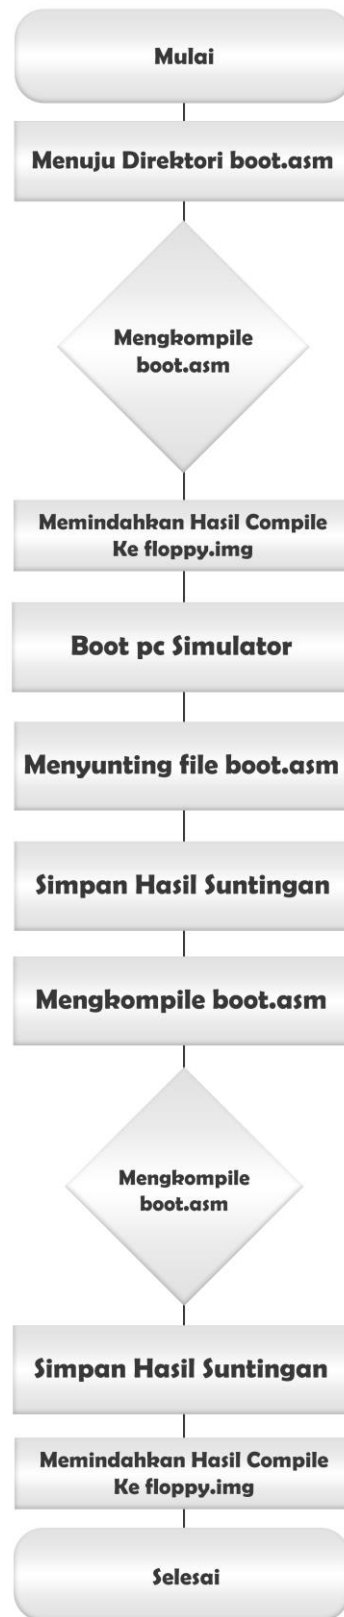 Mulai
Menuju Direktori boot.asm
Mengkompile
boot.asm
Memindahkan Hasil Compile
Ke floppy.img
Boot pc Simulator
Menyunting file boot.asm
Simpan Hasil Suntingan
Mengkompile boot.asm
Mengkompile
boot.asm
Simpan Hasil Suntingan
Memindahkan Hasil Compile
Ke floppy.img
Selesai